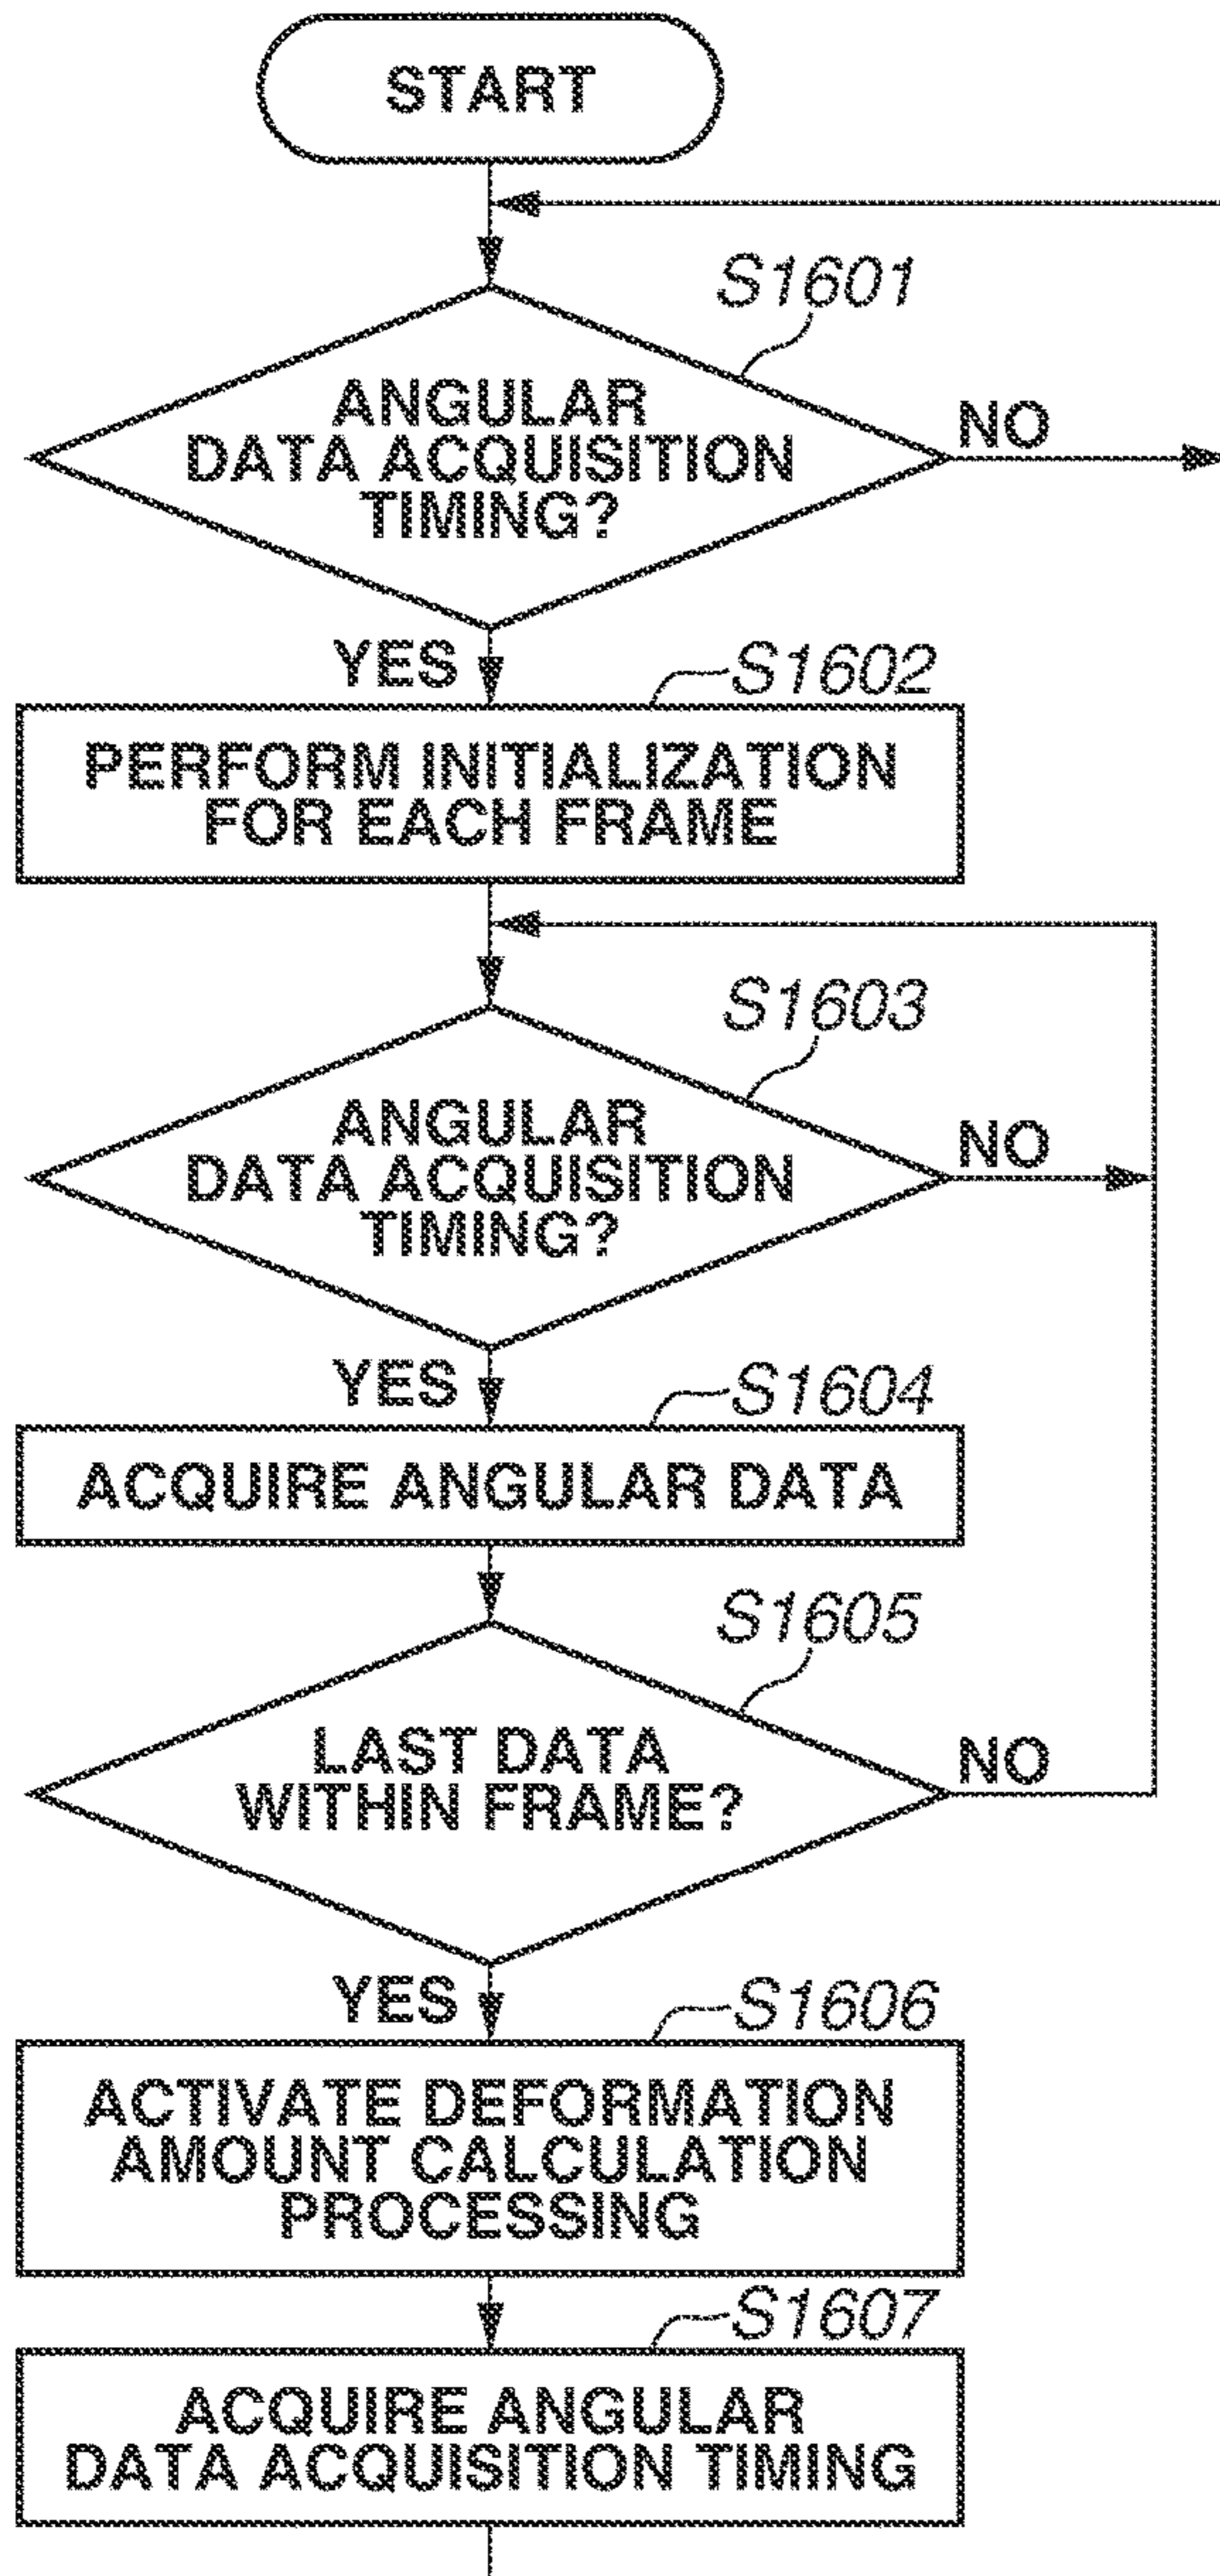 START
S1601
ANGULAR
DATA ACQUISITION
TIMING?
NO
YES
S1602
PERFORM INITIALIZATION
FOR EACH FRAME
S1603
ANGULAR
DATA ACQUISITION
TIMING?
NO
YES
S1604
ACQUIRE ANGULAR DATA
S1605
LAST DATA
WITHIN FRAME?
NO
YES
S1606
ACTIVATE DEFORMATION
AMOUNT CALCULATION
PROCESSING
S1607
ACQUIRE ANGULAR
DATA ACQUISITION TIMING